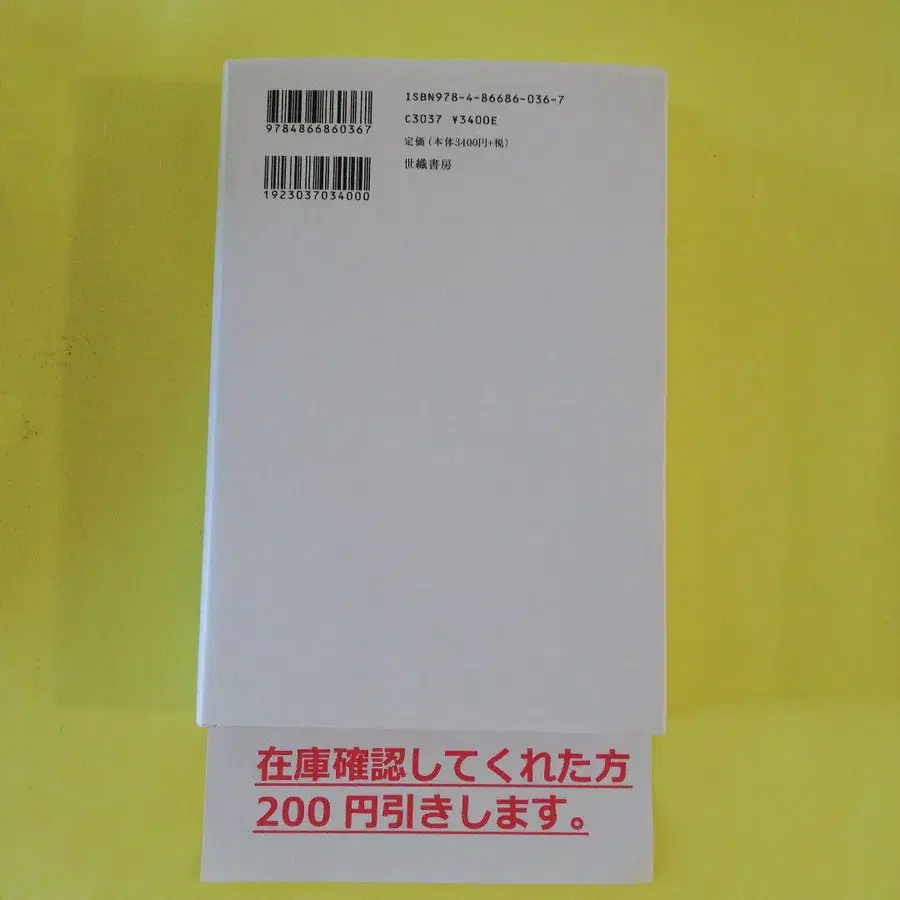 9784866860367
1923037034000
ISBN978-4-86686-036-7
C3037 ¥3400E
定価(本体3400円+税)
世織書房
在庫確認してくれた方
200 円引きします。